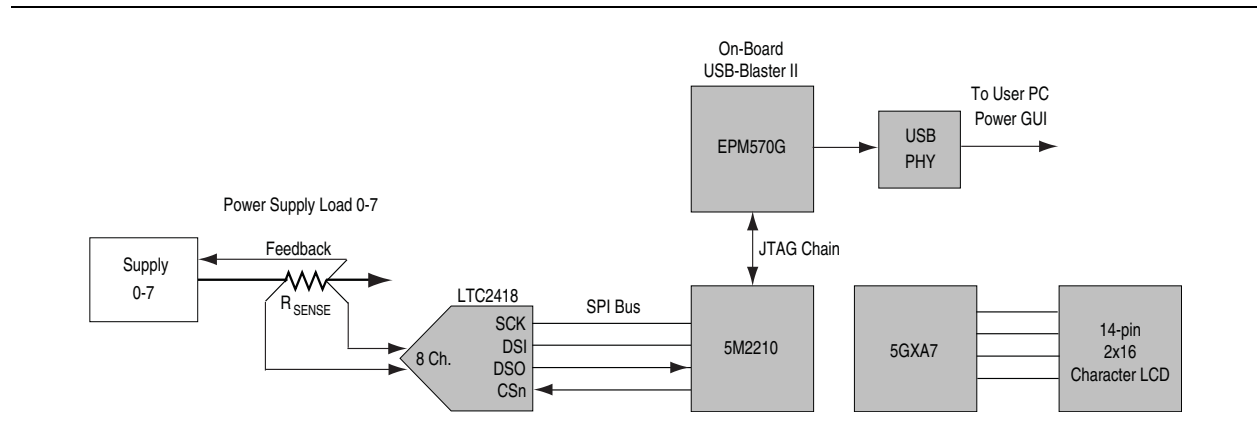 On-Board
USB-Blaster II
EPM570G
USB
PHY
To User PC
Power GUI
JTAG Chain
Power Supply Load 0-7
Supply
0-7
Feedback
RSENSE
LTC2418
8 Ch.
SCK
DSI
DSO
CSn
SPI Bus
5M2210
5GXA7
14-pin
2x16
Character LCD